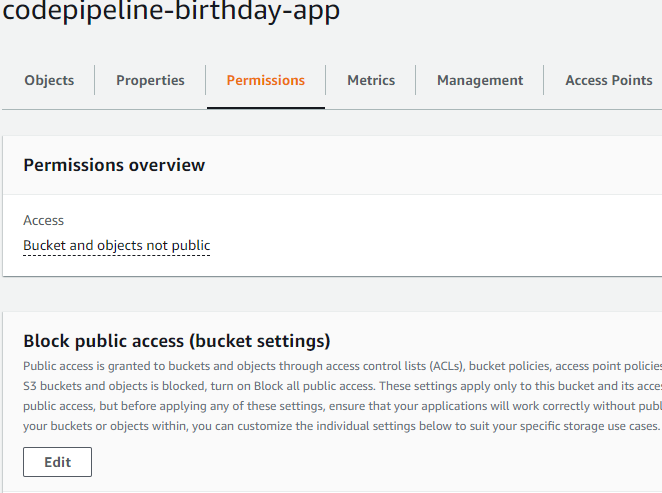 codepipeline-birthday-app
Objects Properties Permissions Metrics Management Access Points
Permissions overview
Access
Bucket and objects not public
Block public access (bucket settings)
Public access is granted to buckets and objects through access control lists (ACLs), bucket policies, access point policies
S3 buckets and objects is blocked, turn on Block all public access. These settings apply only to this bucket and its
public access, but before applying any of these settings, ensure that your applications will work correctly without
your buckets or objects within, you can customize the individual settings below to suit your specific storage use cases.
Edit